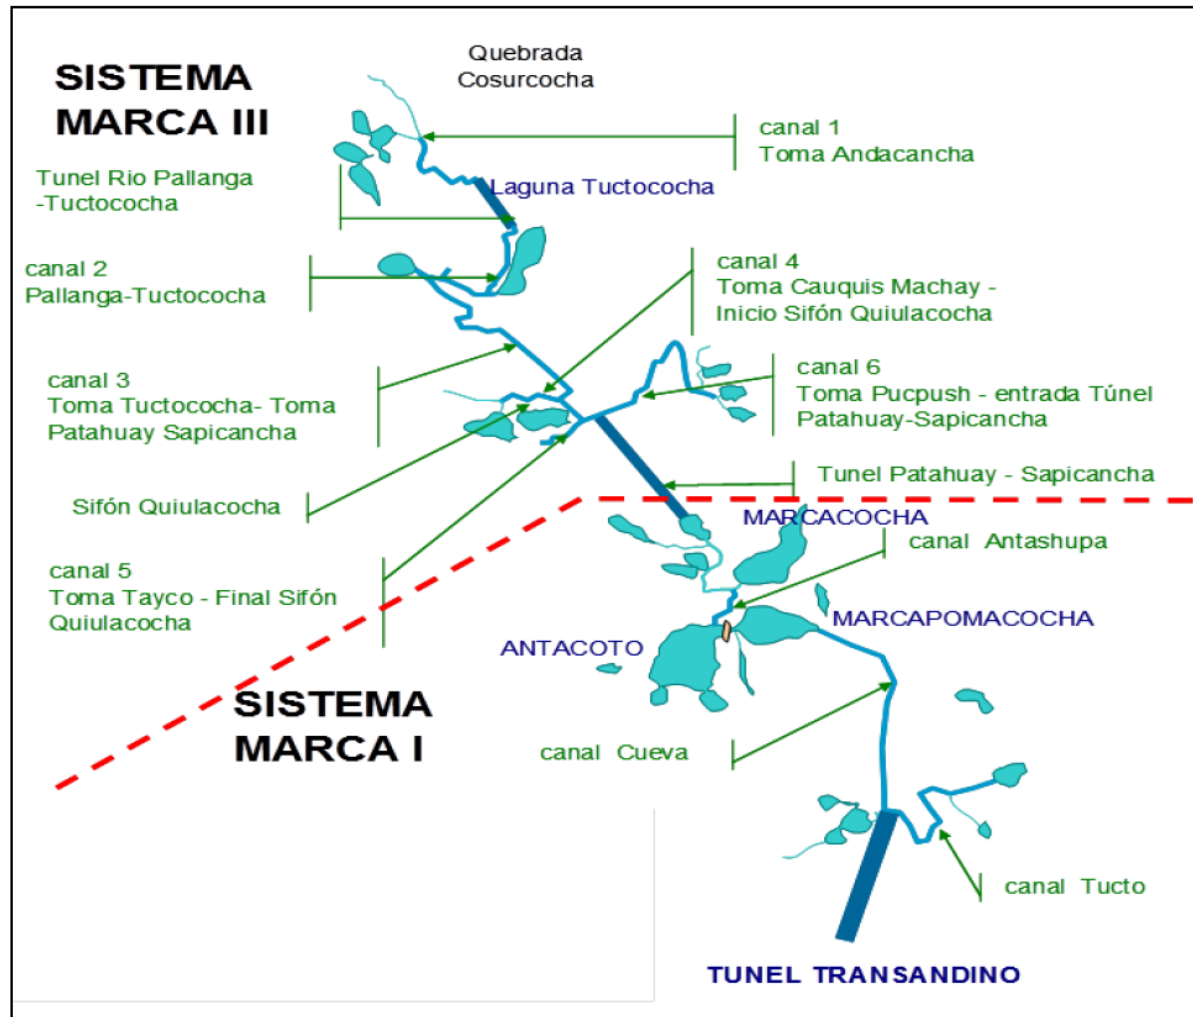 Quebrada
Cosurcocha
SISTEMA
MARCA III
canal 1
Toma Andacancha
Tunel Rio Pallanga
-Tuctococha
Laguna Tuctococha
canal 2
Pallanga-Tuctococha
canal 4
Toma Cauquis Machay -
Inicio Sifón Quiulacocha
canal 3
Toma Tuctococha- Toma
Patahuay Sapicancha
canal 6
Toma Pucpush - entrada Túnel
Patahuay-Sapicancha
Sifón Quiulacocha
Tunel Patahuay - Sapicancha
MARCACOCHA
canal Antashupa
canal 5
Toma Tayco - Final Sifón
Quiulacocha
MARCAPOMACOCHA
ANTACOTO
SISTEMA
MARCA I
canal Cueva
canal Tucto
TUNEL TRANSANDINO